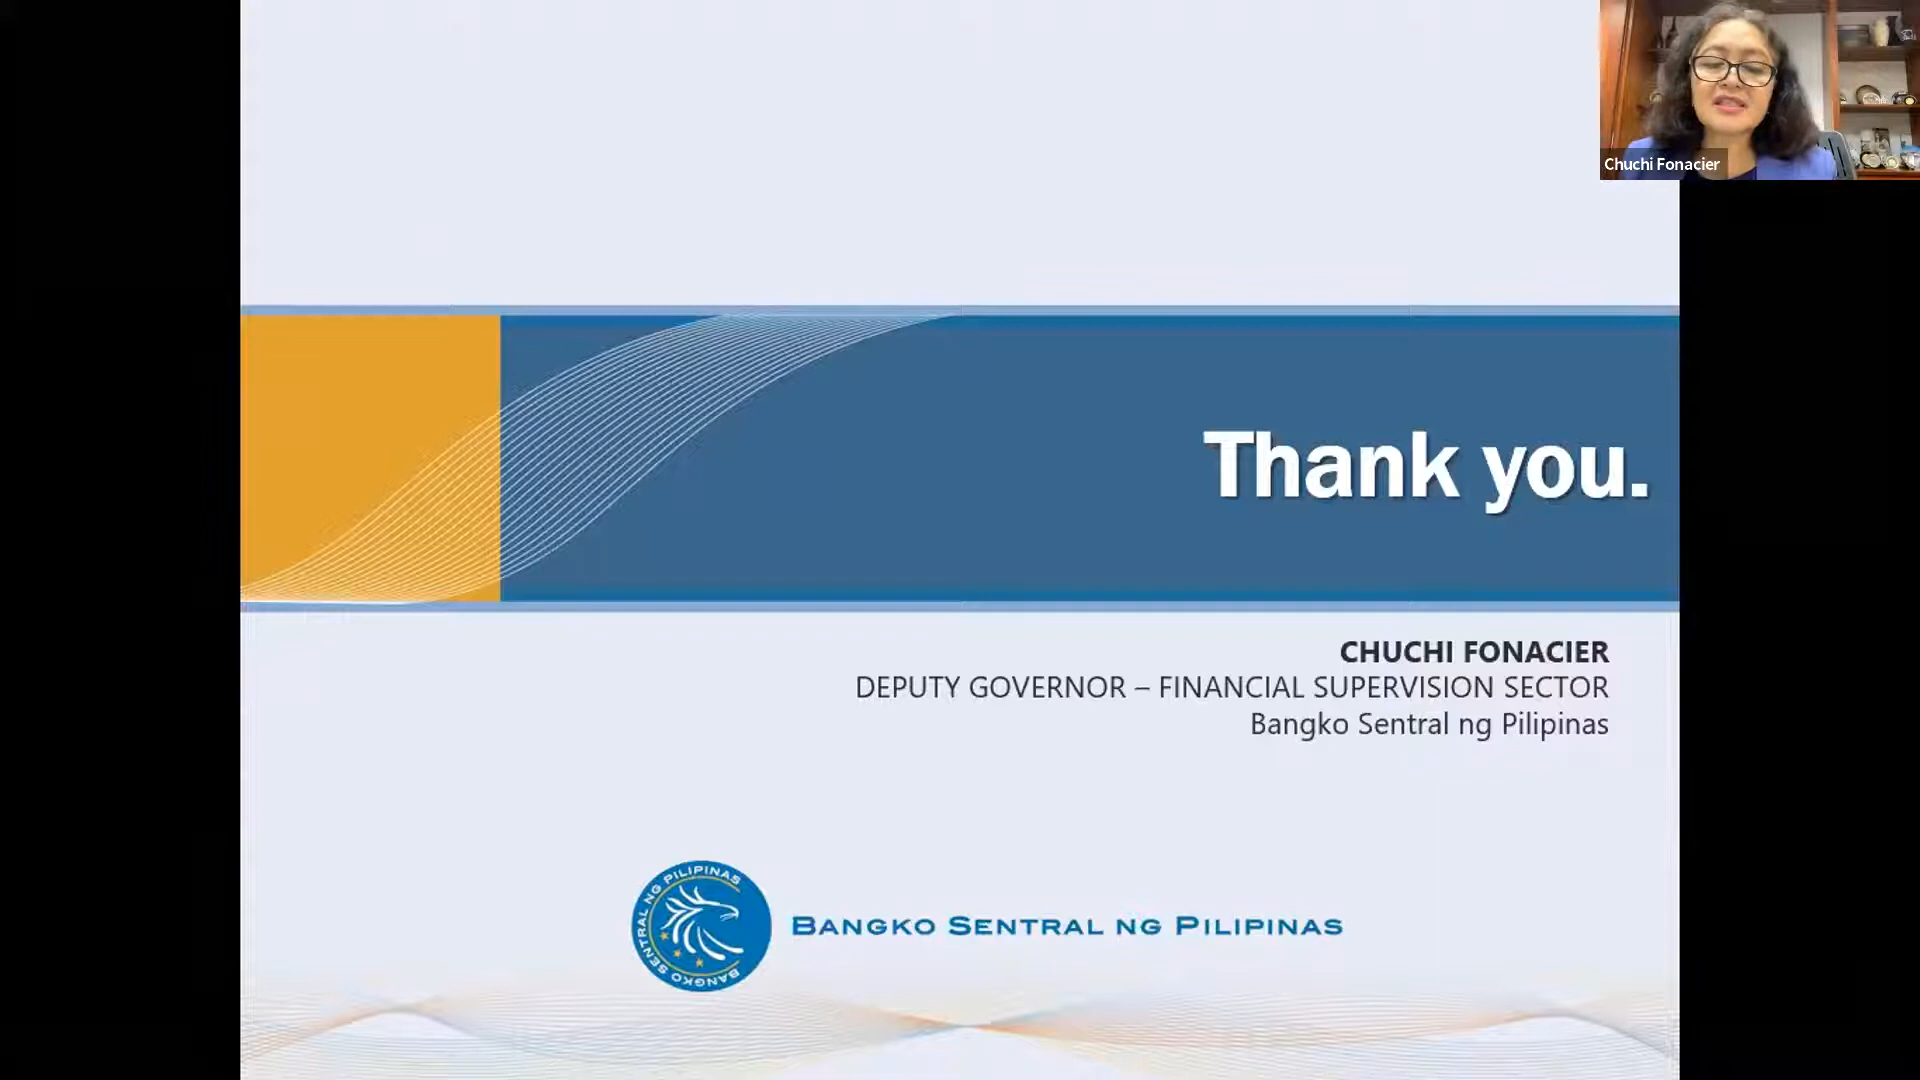 Chuchi Fonacier
Thank you.
CHUCHI FONACIER
DEPUTY GOVERNOR – FINANCIAL SUPERVISION SECTOR
Bangko Sentral ng Pilipinas
BANGKO SENTRAL NG PILIPINAS
BANGKO SENTRAL NG PILIPINAS